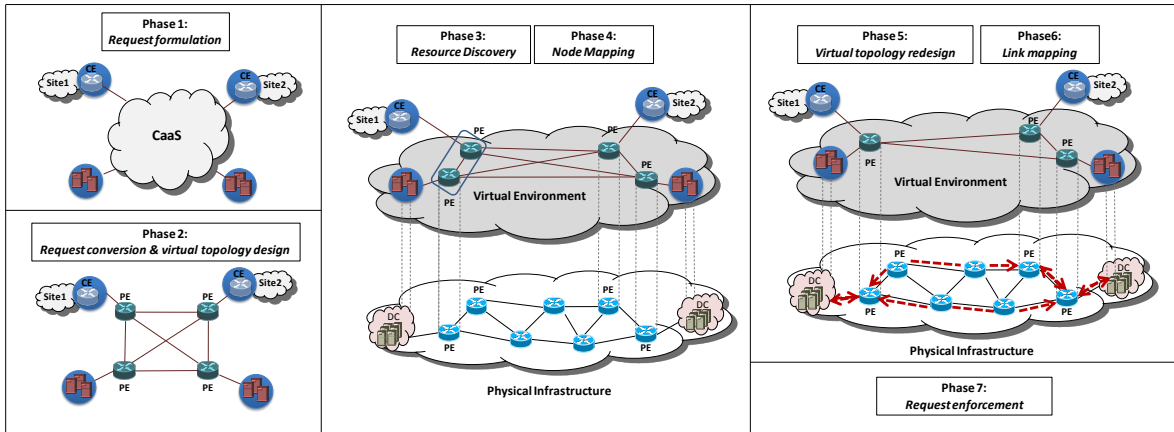 Phase 1:
Request formulation
CE
Site1
CE
Site2
CaaS
Phase 2:
Request conversion & virtual topology design
CE
Site1
CE
Site2
PE
PE
PE
PE
Phase 3:
Resource Discovery
Phase 4:
Node Mapping
Site1
CE
CE
Site2
PE
PE
PE
PE
Virtual Environment
PE
PE
DC
DC
PE
PE
Physical Infrastructure
Phase 5:
Virtual topology redesign
Phase6:
Link mapping
Site1
CE
CE
Site2
PE
PE
PE
Virtual Environment
PE
PE
DC
DC
PE
PE
Physical Infrastructure
Phase 7:
Request enforcement